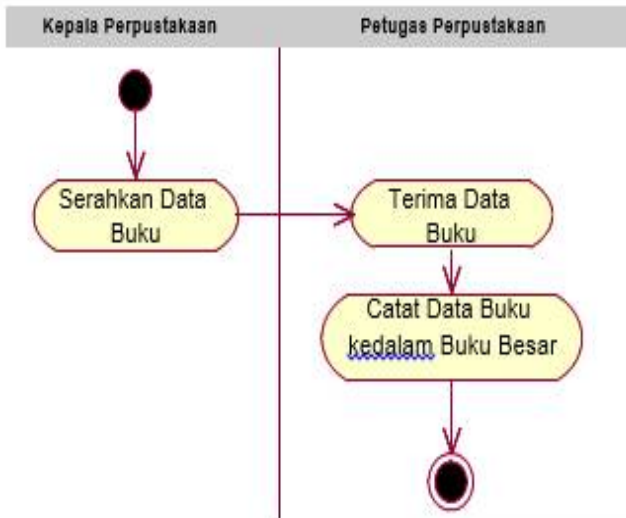 Kepala Perpustakaan
Petugas Perpustakaan
Serahkan Data
Buku
Terima Data
Buku
Catat Data Buku
kedalam Buku Besar